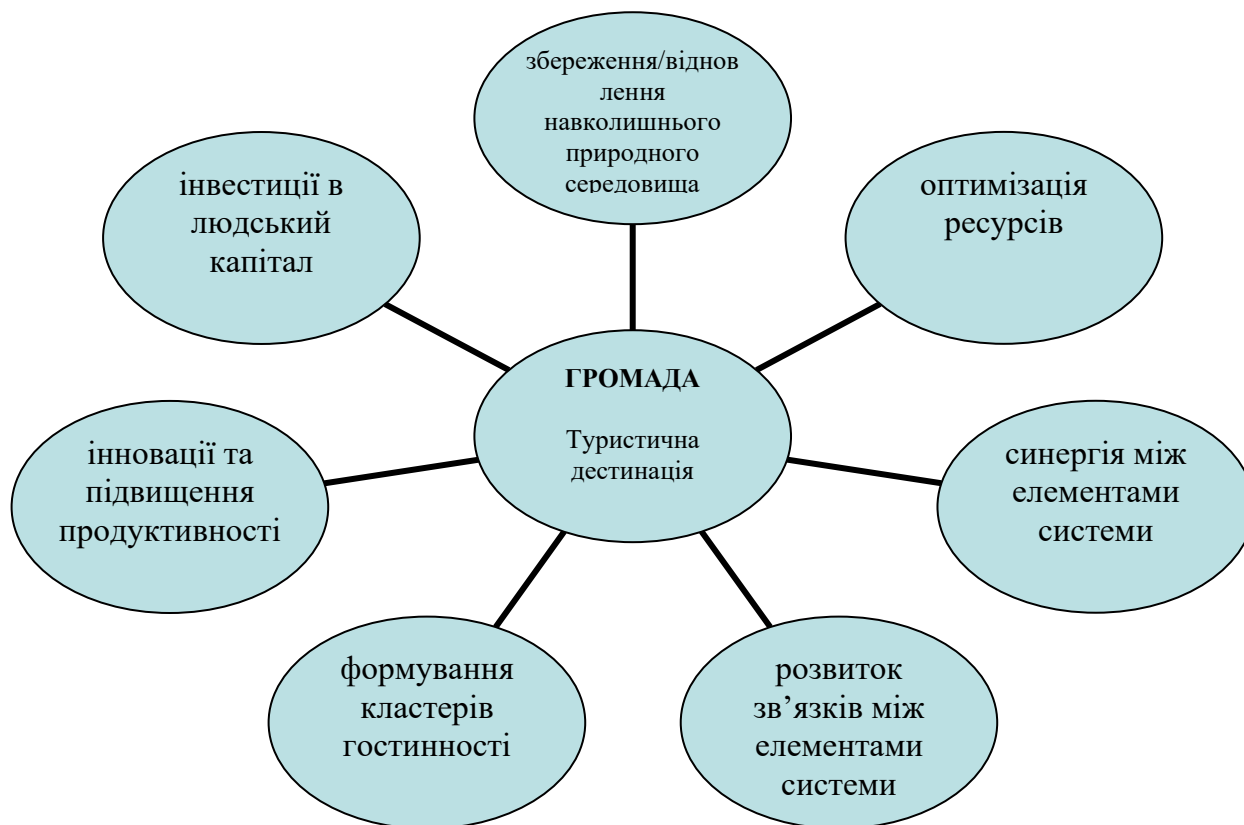 збереження/віднов
лення
навколишнього
природного
середовища
інвестиції в
людський
капітал
оптимізація
ресурсів
ГРОМАДА
Туристична
дестинація
інновації та
підвищення
продуктивності
синергія між
елементами
системи
формування
кластерів
гостинності
розвиток
зв’язків між
елементами
системи